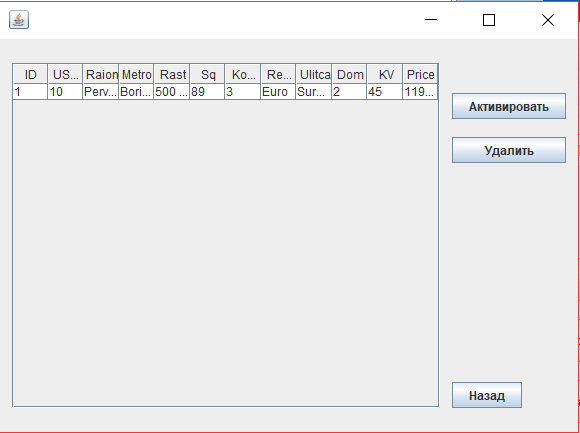 ID US... Raion Metro Rast Sq Ko... Re... Ulitca Dom KV Price
1 10 Perv... Bori... 500 ... 89 3 Euro Sur... 2 45 119...
Активировать
Удалить
Назад